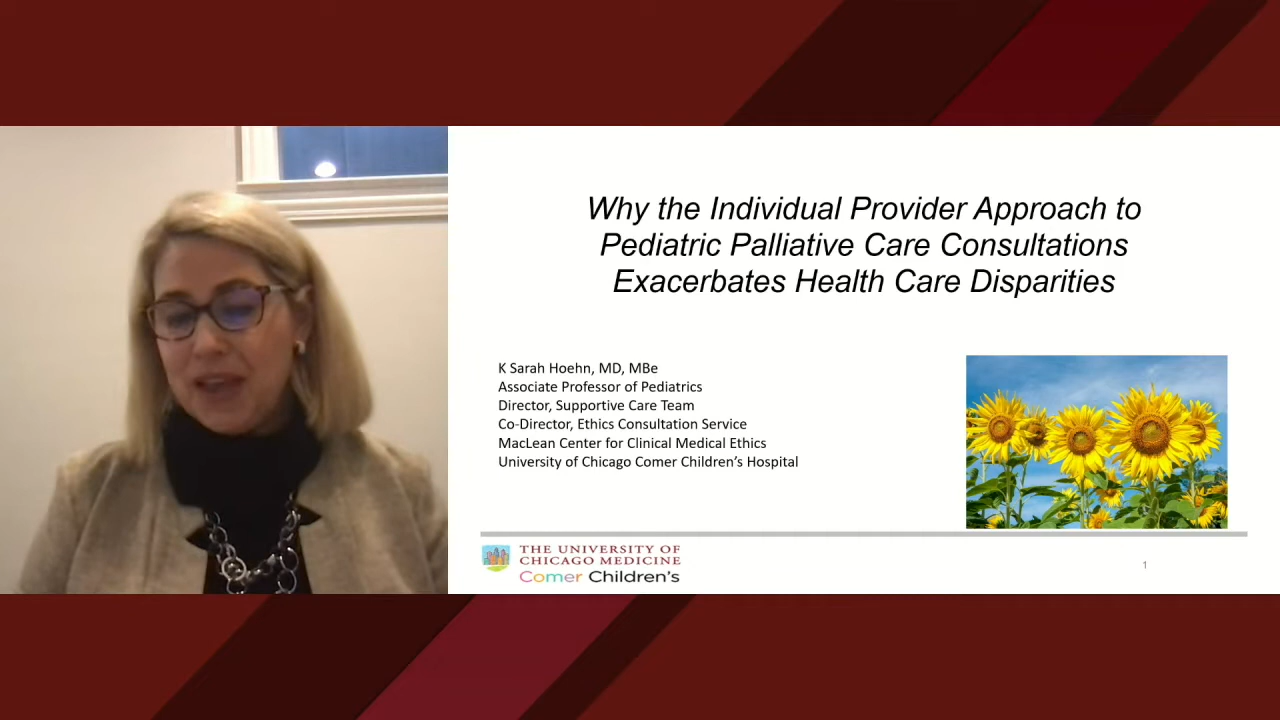 Why the Individual Provider Approach to
Pediatric Palliative Care Consultations
Exacerbates Health Care Disparities
K Sarah Hoehn, MD, MBe
Associate Professor of Pediatrics
Director, Supportive Care Team
Co-Director, Ethics Consultation Service
MacLean Center for Clinical Medical Ethics
University of Chicago Comer Children’s Hospital
THE UNIVERSITY OF
CHICAGO MEDICINE
Comer Children's
1